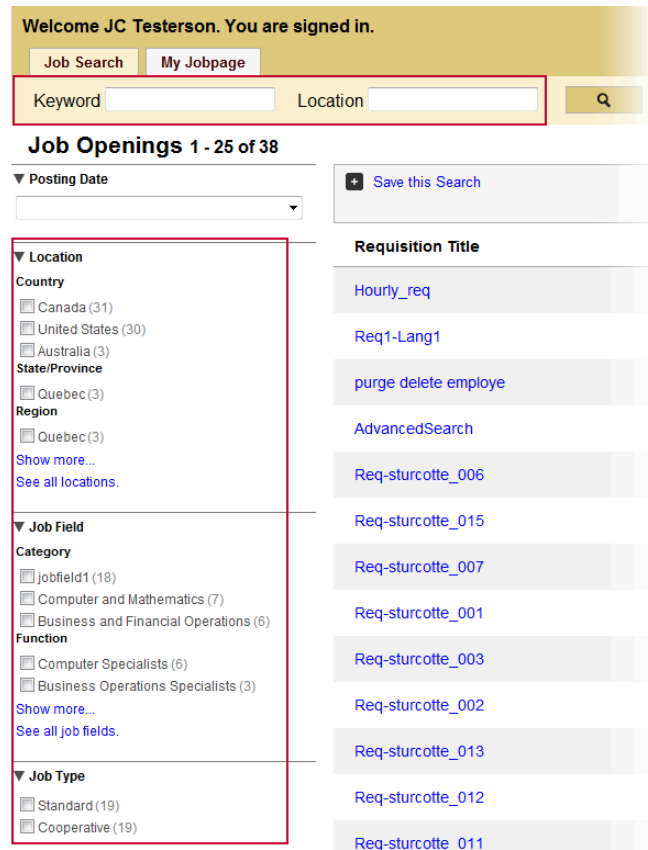 Welcome JC Testerson. You are signed in.
Job Search
My Jobpage
Keyword
Location
Job Openings 1 - 25 of 38
Posting Date
Location
Country
Canada (31)
United States (30)
Australia (3)
State/Province
Quebec (3)
Region
Quebec (3)
Show more...
See all locations.
Job Field
Category
jobfield1 (18)
Computer and Mathematics (7)
Business and Financial Operations (6)
Function
Computer Specialists (6)
Business Operations Specialists (3)
Show more...
See all job fields.
Job Type
Standard (19)
Cooperative (19)
Save this Search
Requisition Title
Hourly_req
Req1-Lang1
purge delete employe
AdvancedSearch
Req-sturcotte_006
Req-sturcotte_015
Req-sturcotte_007
Req-sturcotte_001
Req-sturcotte_003
Req-sturcotte_002
Req-sturcotte_013
Req-sturcotte_012
Req-sturcotte_011